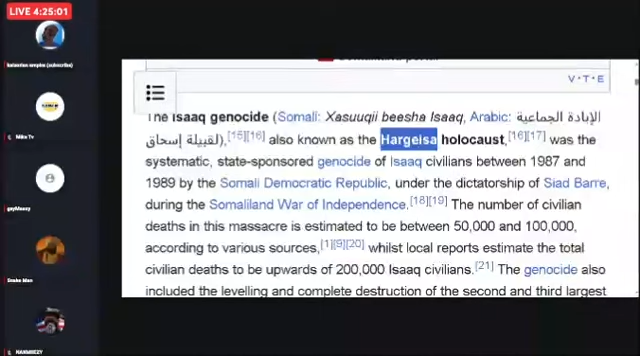 LIVE 4:25:01
V · T · E
The Isaaq genocide (Somali: Xasuuqii beesha Isaaq, Arabic: الإبادة الجماعية
لقبيلة إسحاق),[15][16] also known as the Hargeisa holocaust,[16][17] was the
systematic, state-sponsored genocide of Isaaq civilians between 1987 and
1989 by the Somali Democratic Republic, under the dictatorship of Siad Barre,
during the Somaliland War of Independence.[18][19] The number of civilian
deaths in this massacre is estimated to be between 50,000 and 100,000,
according to various sources,[1][9][20] whilst local reports estimate the total
civilian deaths to be upwards of 200,000 Isaaq civilians.[21] The genocide also
included the levelling and complete destruction of the second and third largest
Mike Tv
guyMaezy
Snake Man